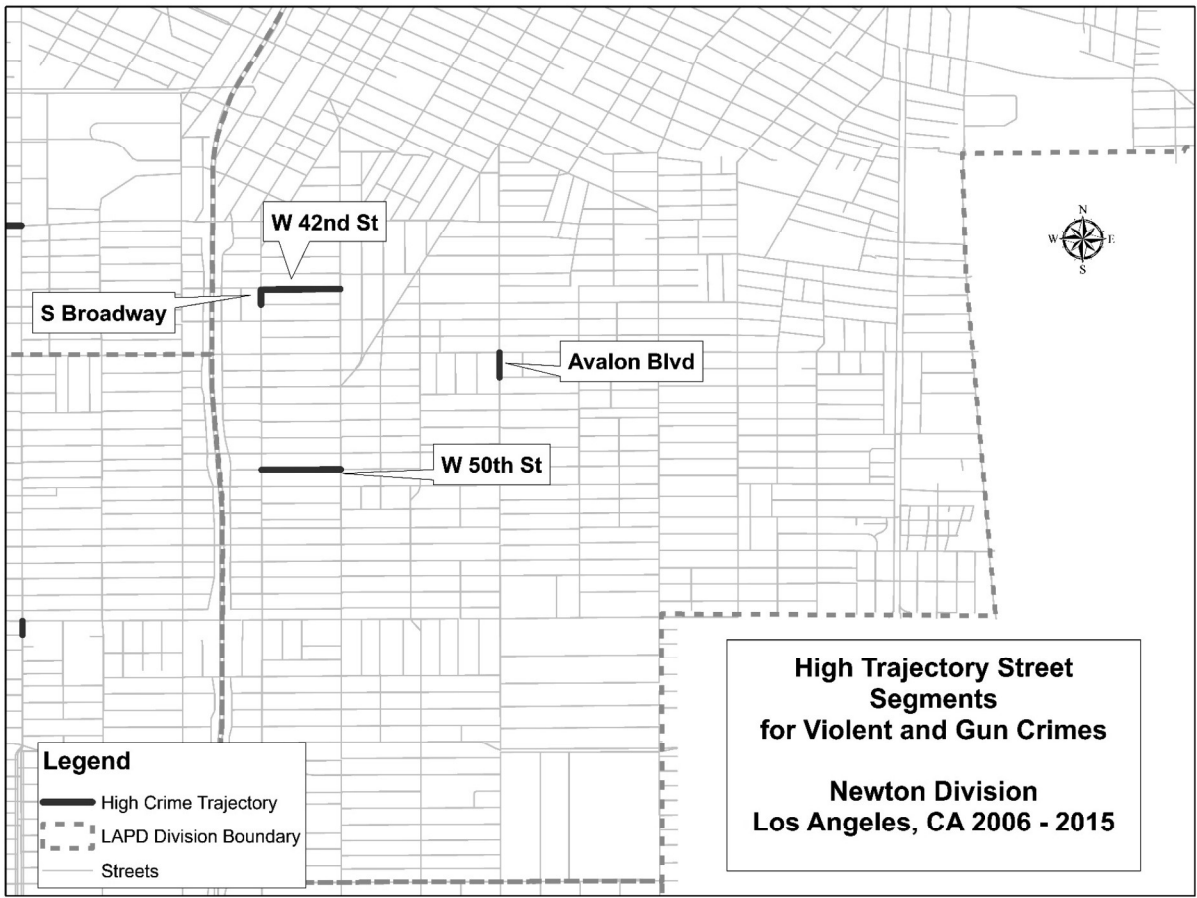 W 42nd St
S Broadway
Avalon Blvd
W 50th St
N
W
E
S
High Trajectory Street
Segments
for Violent and Gun Crimes
Newton Division
Los Angeles, CA 2006 - 2015
Legend
High Crime Trajectory
LAPD Division Boundary
Streets